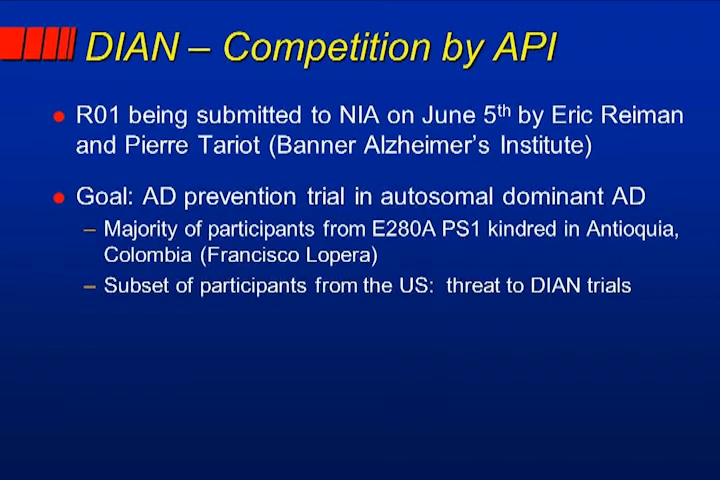 DIAN – Competition by API
● R01 being submitted to NIA on June 5th by Eric Reiman
and Pierre Tariot (Banner Alzheimer's Institute)
● Goal: AD prevention trial in autosomal dominant AD
– Majority of participants from E280A PS1 kindred in Antioquia,
Colombia (Francisco Lopera)
– Subset of participants from the US: threat to DIAN trials